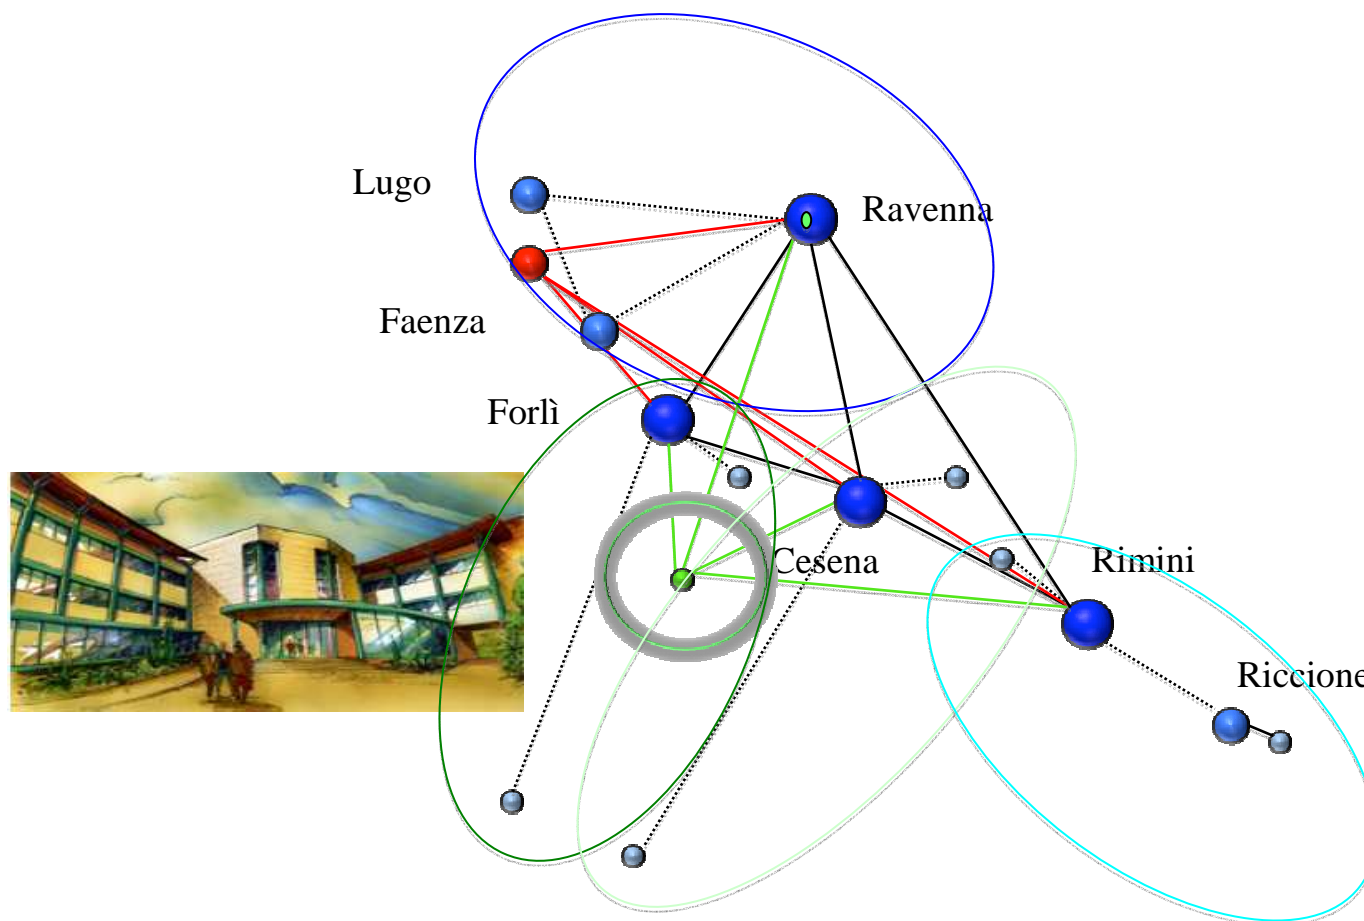 Lugo
Ravenna
Faenza
Forlì
Cesena
Rimini
Riccione